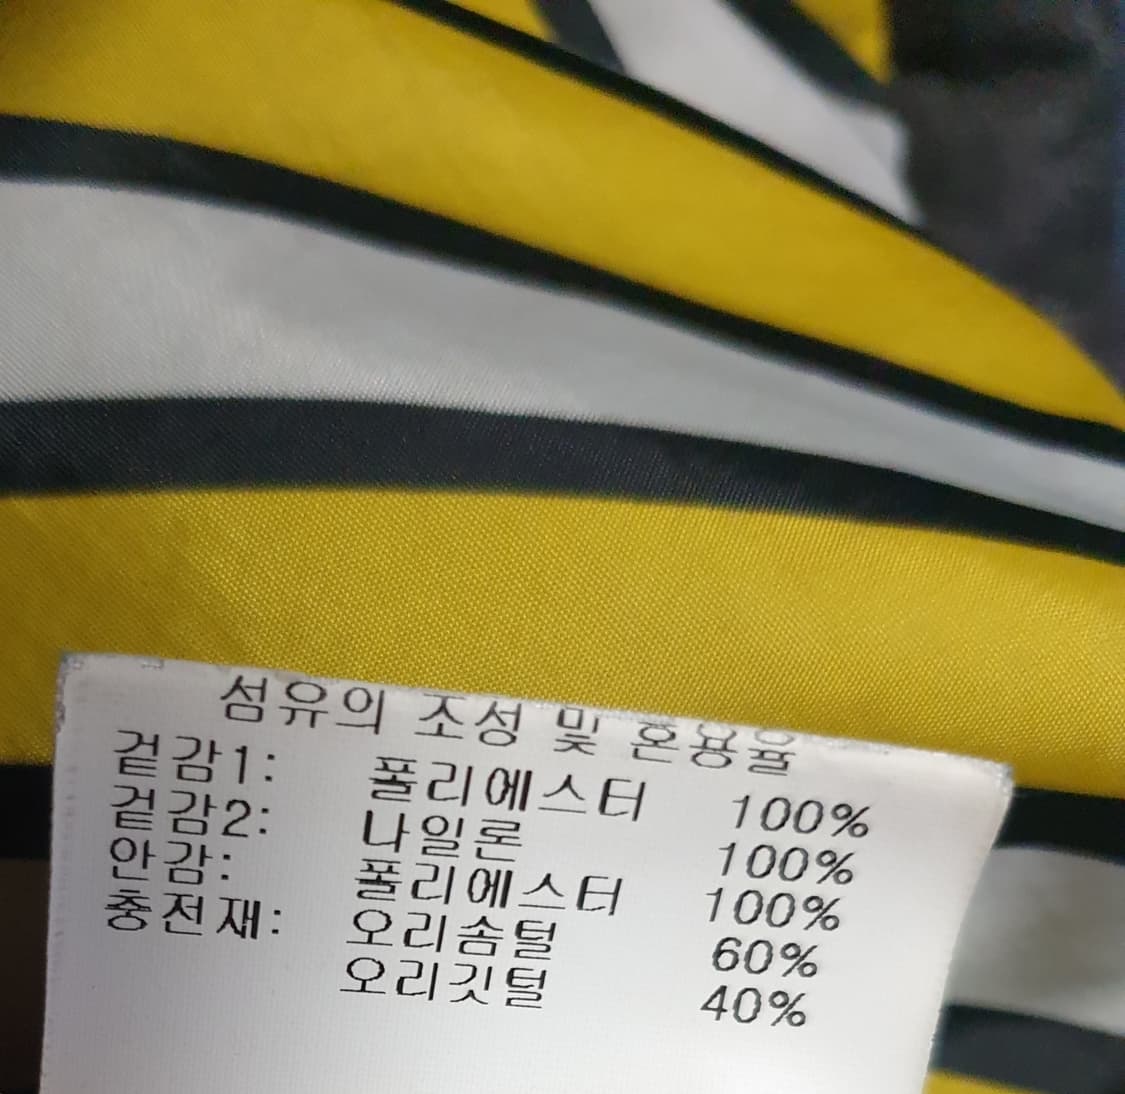 섬유의 조성 및 혼용율
겉감1: 폴리에스터 100%
겉감2: 나일론 100%
안감: 폴리에스터 100%
충전재: 오리솜털 60%
오리깃털 40%